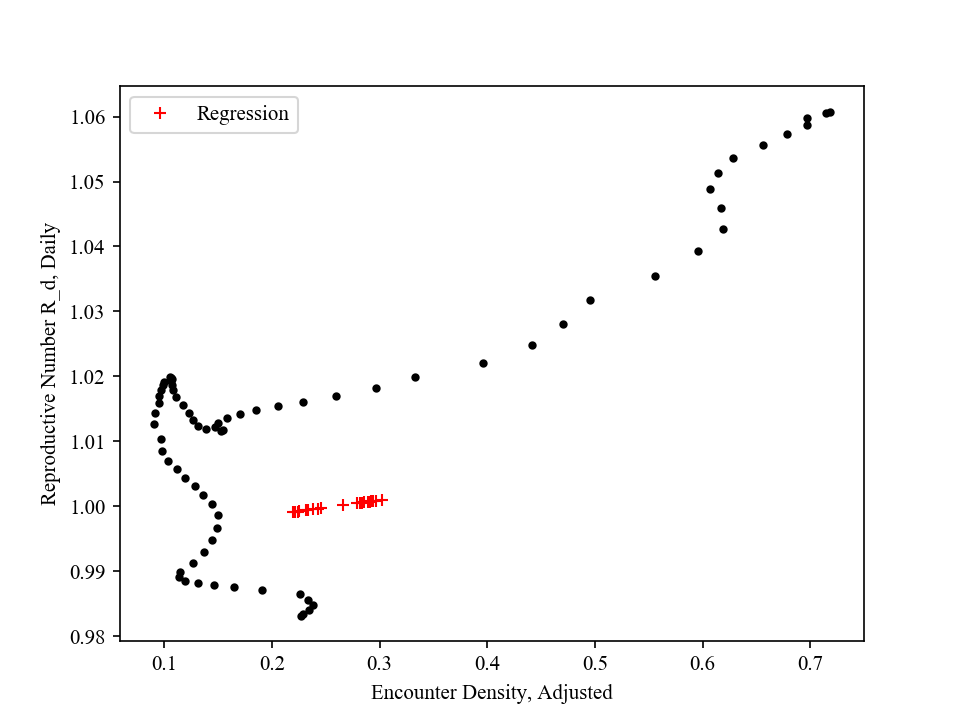 Regression
1.06
1.05
1.04
1.03
1.02
1.01
1.00
0.99
0.98
Reproductive Number R_d, Daily
0.1 0.2 0.3 0.4 0.5 0.6 0.7
Encounter Density, Adjusted